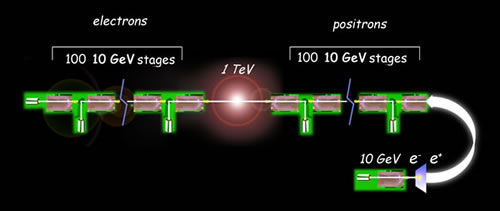 electrons
positrons
100 10 GeV stages
100 10 GeV stages
1 TeV
10 GeV e⁻ e⁺